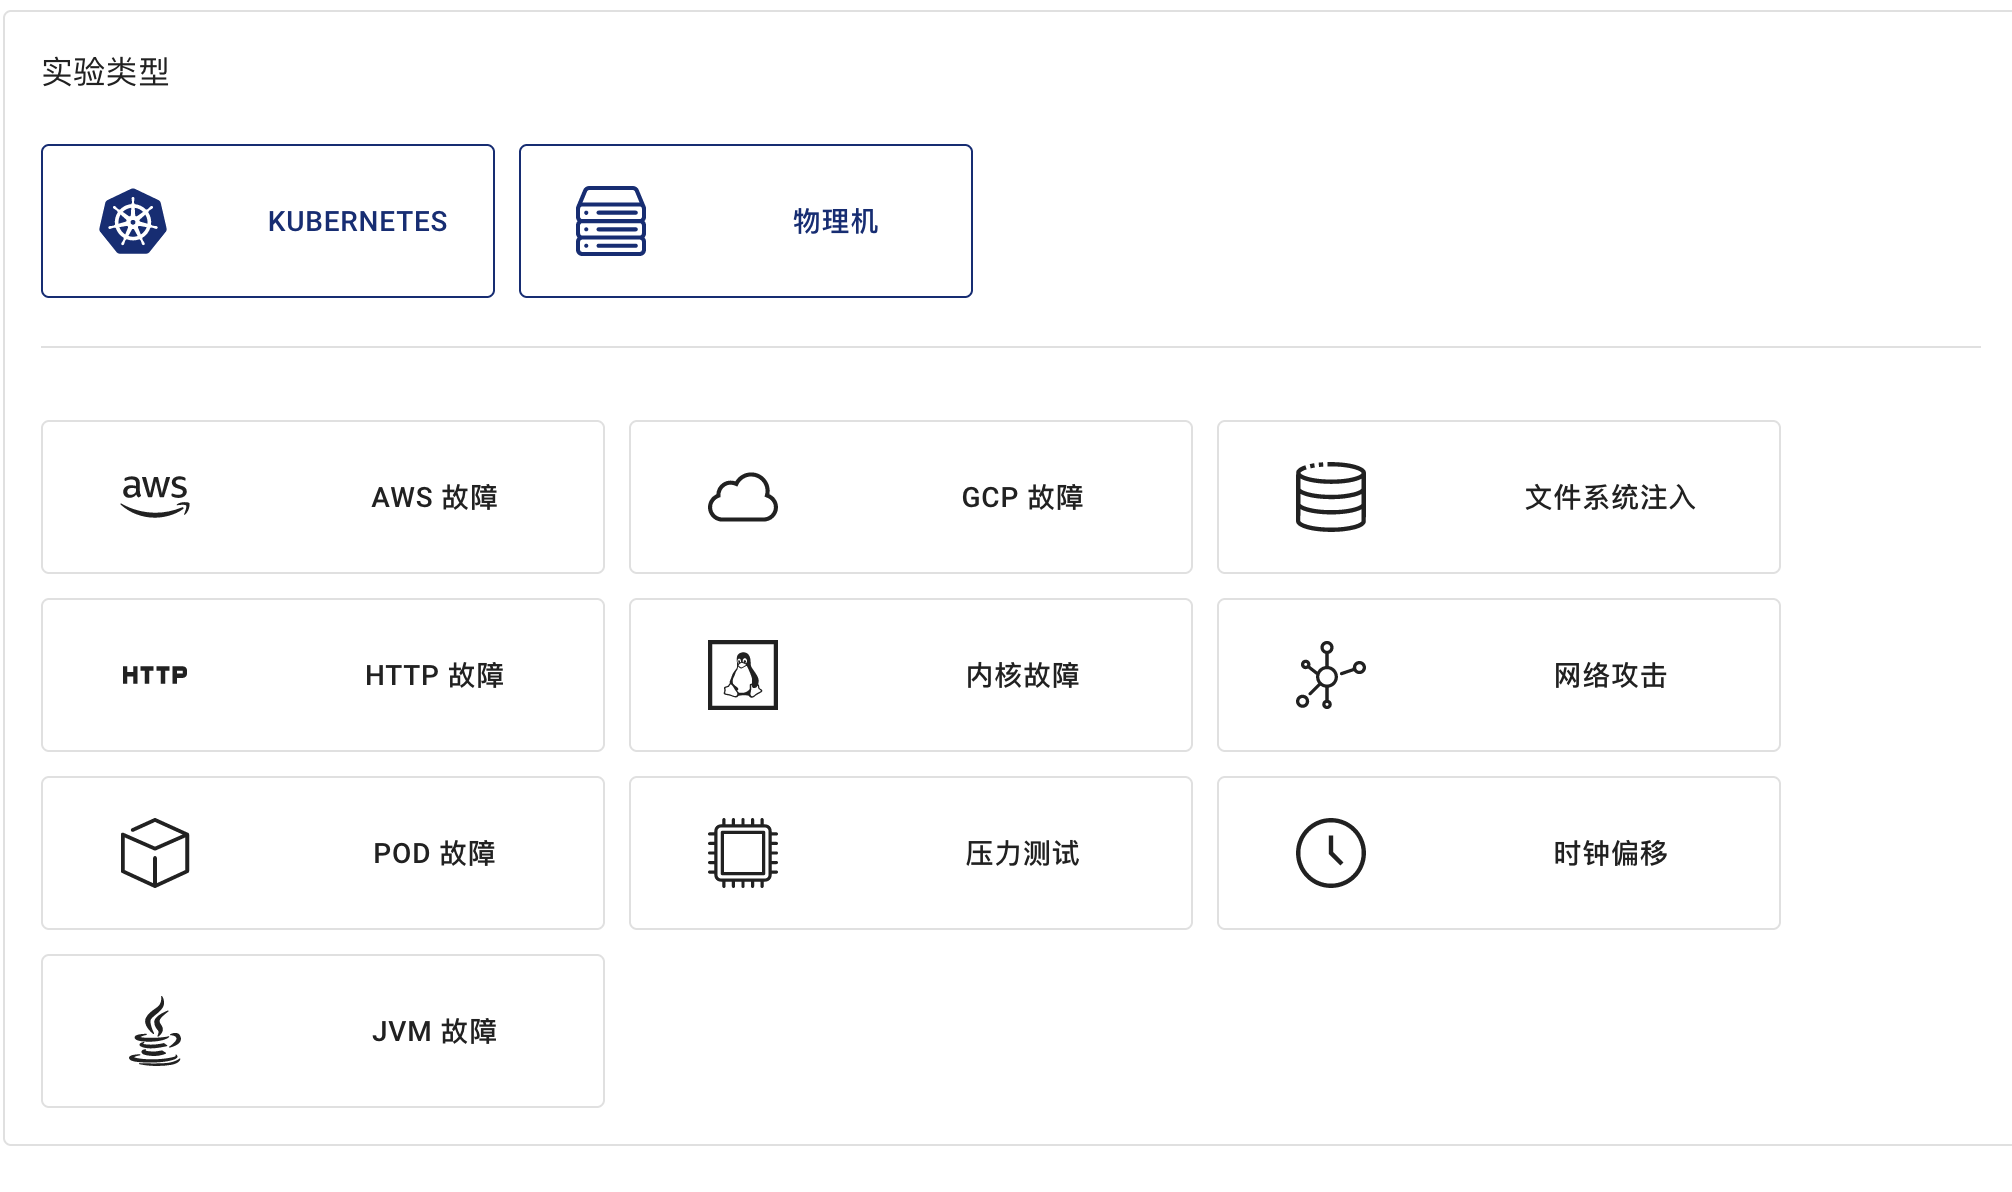 实验类型
KUBERNETES
物理机
aws
AWS 故障
GCP 故障
文件系统注入
HTTP
HTTP 故障
内核故障
网络攻击
POD 故障
压力测试
时钟偏移
JVM 故障